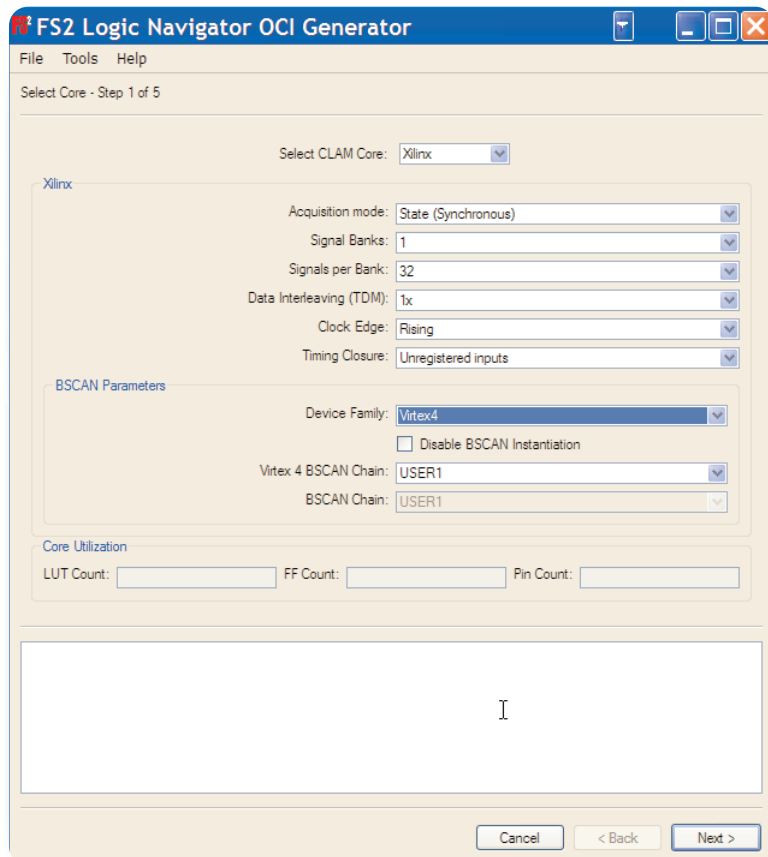 FS2 FS2 Logic Navigator OCI Generator
File Tools Help
Select Core - Step 1 of 5
Select CLAM Core: Xilinx
Xilinx
Acquisition mode: State (Synchronous)
Signal Banks: 1
Signals per Bank: 32
Data Interleaving (TDM): 1x
Clock Edge: Rising
Timing Closure: Unregistered inputs
BSCAN Parameters
Device Family: Virtex4
Disable BSCAN Instantiation
Virtex 4 BSCAN Chain: USER1
BSCAN Chain: USER1
Core Utilization
LUT Count: FF Count: Pin Count:
Cancel < Back Next >